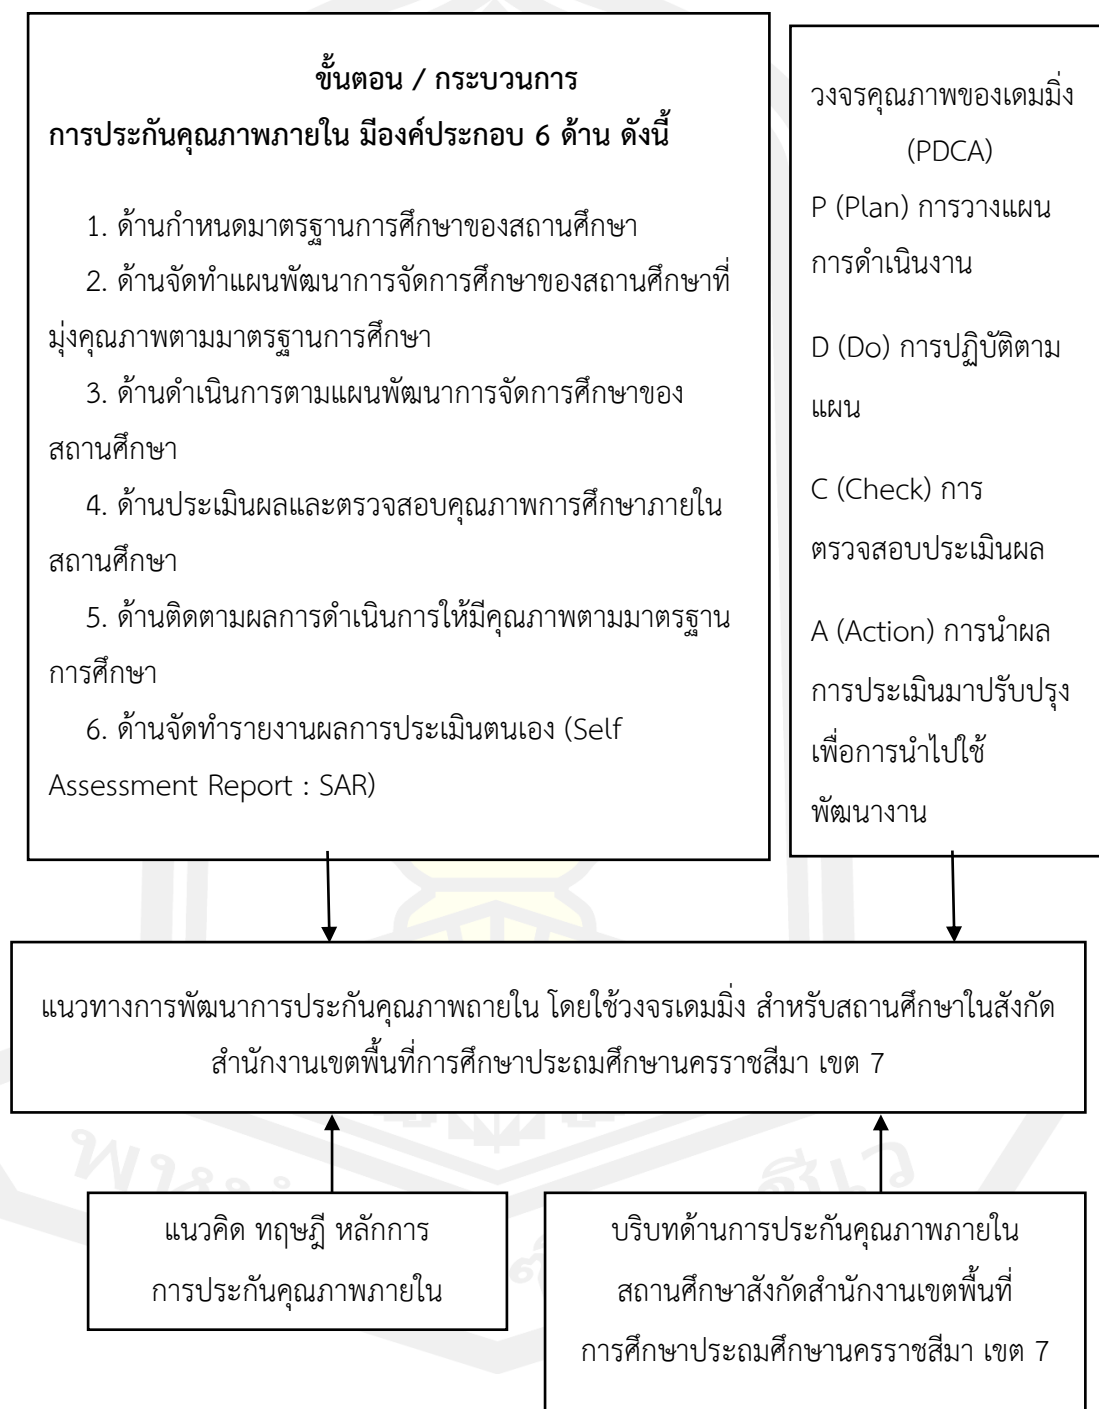 ขั้นตอน / กระบวนการ
การประกันคุณภาพภายใน มีองค์ประกอบ 6 ด้าน ดังนี้
1. ด้านกำหนดมาตรฐานการศึกษาของสถานศึกษา
2. ด้านจัดทำแผนพัฒนาการจัดการศึกษาของสถานศึกษาที่
มุ่งคุณภาพตามมาตรฐานการศึกษา
3. ด้านดำเนินการตามแผนพัฒนาการจัดการศึกษาของ
สถานศึกษา
4. ด้านประเมินผลและตรวจสอบคุณภาพการศึกษาภายใน
สถานศึกษา
5. ด้านติดตามผลการดำเนินการให้มีคุณภาพตามมาตรฐาน
การศึกษา
6. ด้านจัดทำรายงานผลการประเมินตนเอง (Self
Assessment Report : SAR)
วงจรคุณภาพของเดมมิ่ง
(PDCA)
P (Plan) การวางแผน
การดำเนินงาน
D (Do) การปฏิบัติตาม
แผน
C (Check) การ
ตรวจสอบประเมินผล
A (Action) การนำผล
การประเมินมาปรับปรุง
เพื่อการนำไปใช้
พัฒนางาน
แนวทางการพัฒนาการประกันคุณภาพถายใน โดยใช้วงจรเดมมิ่ง สำหรับสถานศึกษาในสังกัด
สำนักงานเขตพื้นที่การศึกษาประถมศึกษานครราชสีมา เขต 7
แนวคิด ทฤษฎี หลักการ
การประกันคุณภาพภายใน
บริบทด้านการประกันคุณภาพภายใน
สถานศึกษาสังกัดสำนักงานเขตพื้นที่
การศึกษาประถมศึกษานครราชสีมา เขต 7